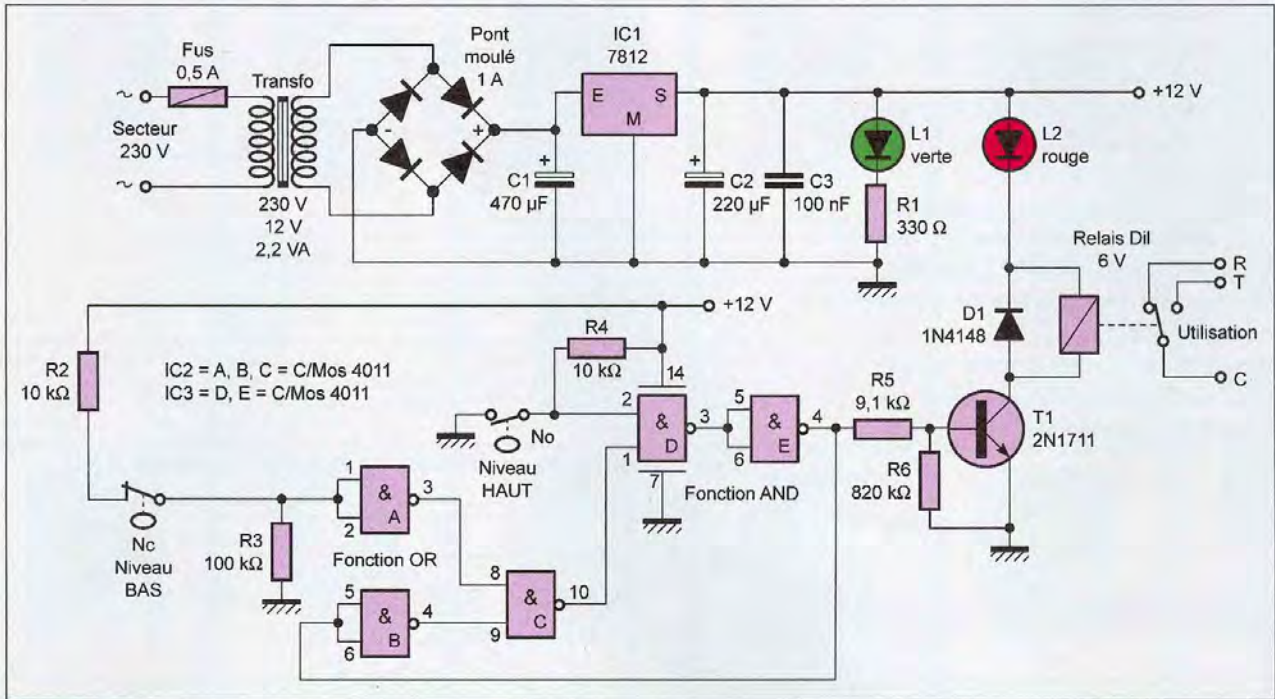 Fus
0,5 A
Transfo
Secteur
230 V
~
~
230 V
12 V
2,2 VA
Pont
moulé
1 A
-
+
IC1
7812
E
S
M
+
C1
470 µF
+
C2
220 µF
C3
100 nF
L1
verte
R1
330 Ω
L2
rouge
+12 V
Relais Dil
6 V
R
T
Utilisation
C
D1
1N4148
T1
2N1711
R5
9,1 kΩ
R6
820 kΩ
+12 V
R2
10 kΩ
IC2 = A, B, C = C/Mos 4011
IC3 = D, E = C/Mos 4011
R4
10 kΩ
14
No
Niveau
HAUT
2
1
&
D
3
7
5
6
&
E
4
Fonction AND
Nc
Niveau
BAS
R3
100 kΩ
1
2
&
A
3
Fonction OR
5
6
&
B
4
8
9
&
C
10